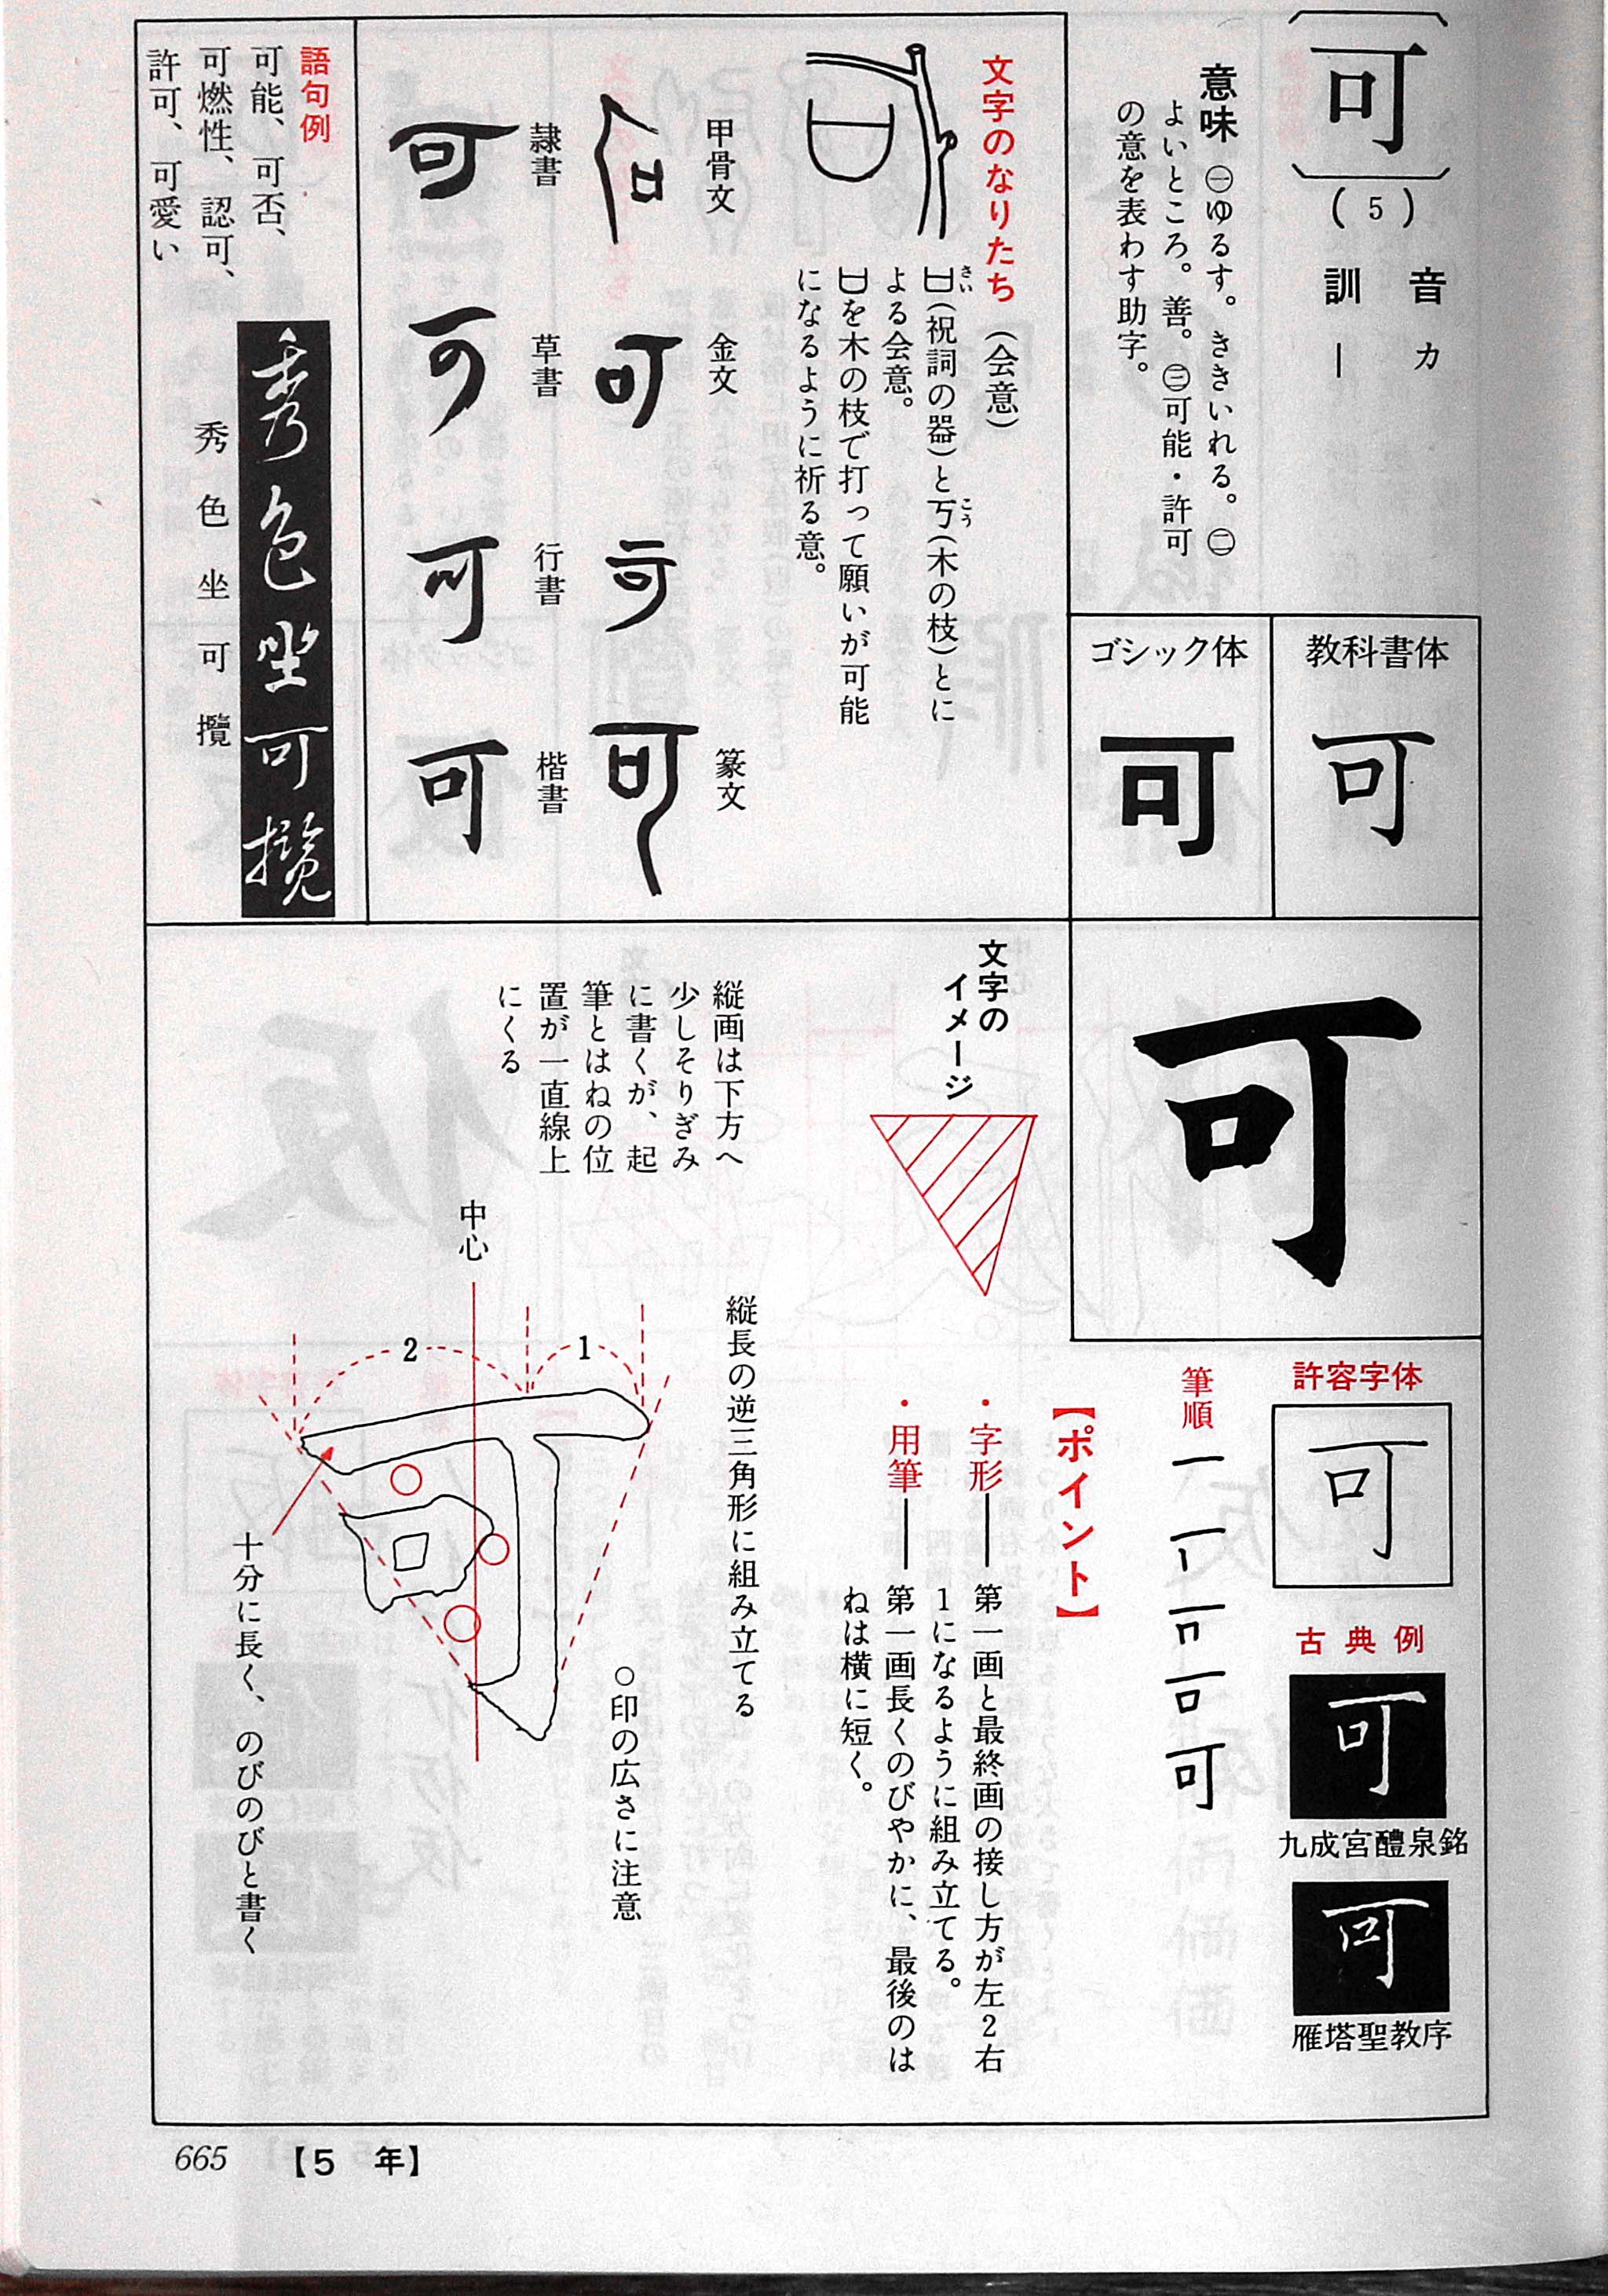 〔可〕(5)
音 カ
訓 ―
意味 ㊀ゆるす。ききいれる。㊁
よいところ。善。㊂可能・許可
の意を表わす助字。
教科書体
可
ゴシック体
可
文字のなりたち（会意）
さい
𠙵（祝詞の器）と丂（木の枝）とに
こう
よる会意。
𠙵を木の枝で打って願いが可能
になるように祈る意。
甲骨文
金文
可
可
篆文
可
隷書
可
草書
可
行書
可
楷書
可
語句例
可能、可否、
可燃性、認可、
許可、可愛い
秀色坐可攬
秀色坐可攬
可
許容字体
可
古典例
可
九成宮醴泉銘
可
雁塔聖教序
筆順
可
【ポイント】
・字形――第一画と最終画の接し方が左2右
1になるように組み立てる。
・用筆――第一画長くのびやかに、最後のは
ねは横に短く。
文字の
イメージ
縦長の逆三角形に組み立てる
縦画は下方へ
少しそりぎみ
に書くが、起
筆とはねの位
置が一直線上
にくる
中心
1
2
○印の広さに注意
十分に長く、のびのびと書く
665 【5年】